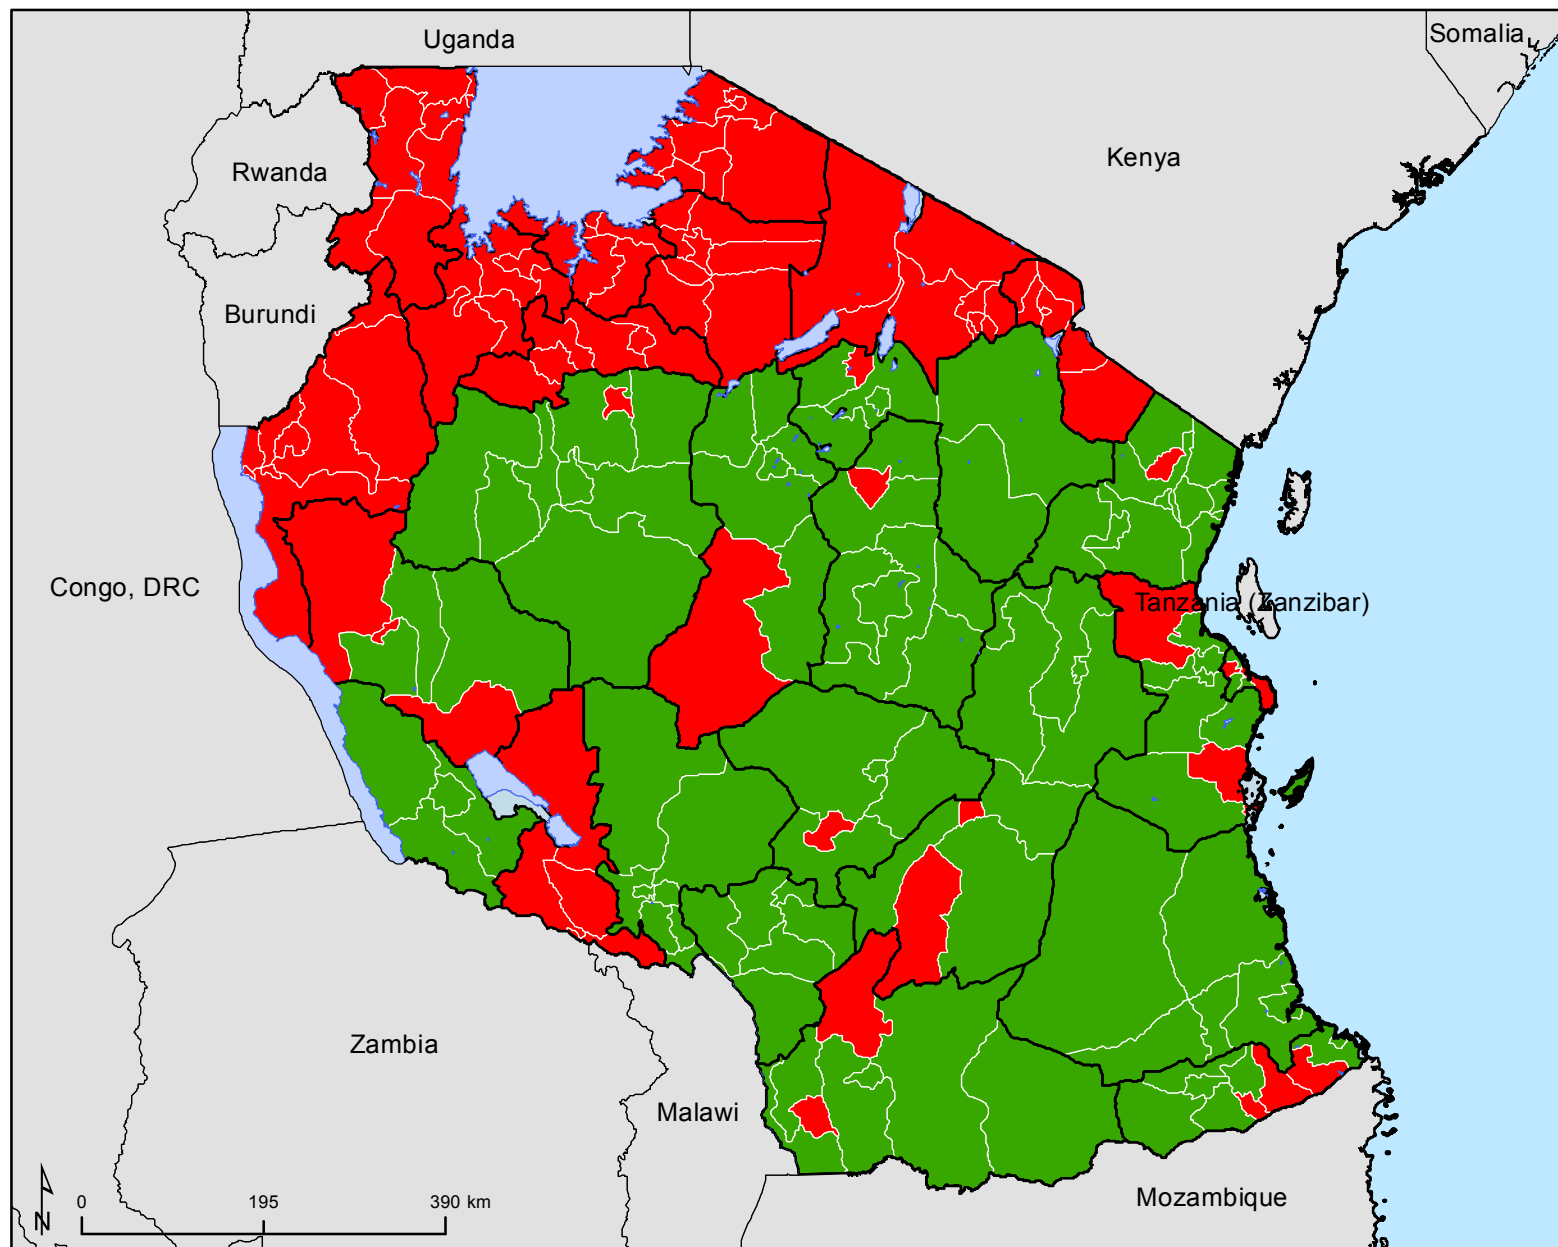 Uganda
Somalia
Kenya
Rwanda
Burundi
Congo, DRC
Tanzania (Zanzibar)
Zambia
Malawi
Mozambique
N
0 195 390 km